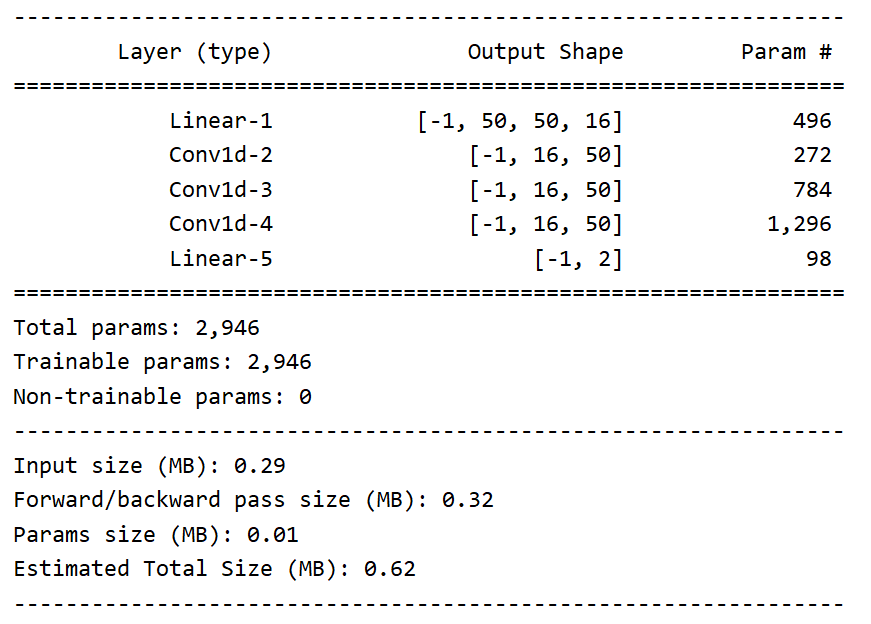 ----------------------------------------------------------------
        Layer (type)               Output Shape         Param #
================================================================
            Linear-1           [-1, 50, 50, 16]             496
            Conv1d-2               [-1, 16, 50]             272
            Conv1d-3               [-1, 16, 50]             784
            Conv1d-4               [-1, 16, 50]           1,296
            Linear-5                    [-1, 2]              98
================================================================
Total params: 2,946
Trainable params: 2,946
Non-trainable params: 0
----------------------------------------------------------------
Input size (MB): 0.29
Forward/backward pass size (MB): 0.32
Params size (MB): 0.01
Estimated Total Size (MB): 0.62
----------------------------------------------------------------